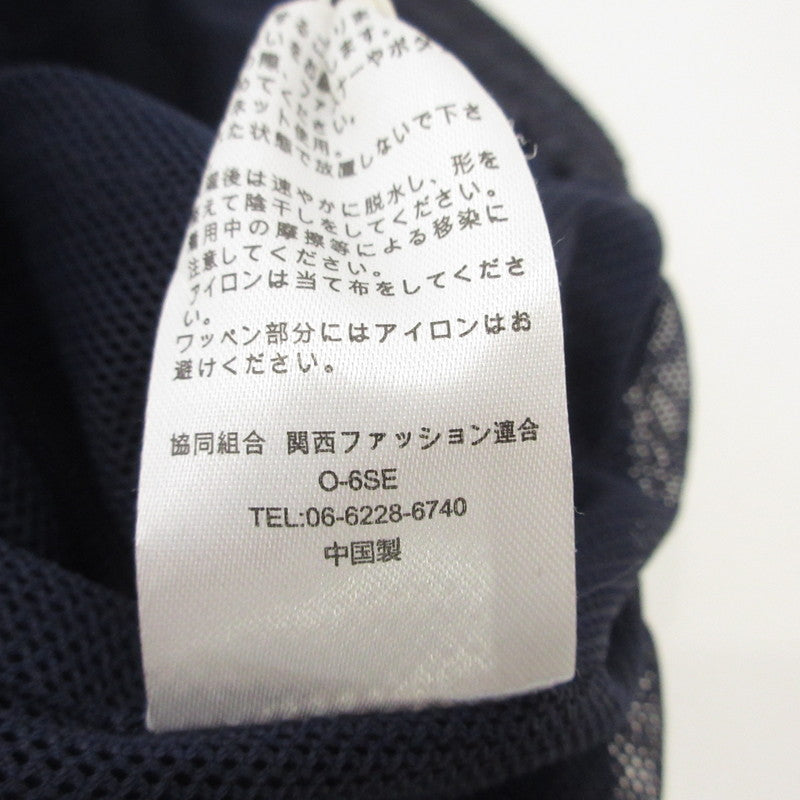 ット使用。
た状態で放置しないで下さ
後は速やかに脱水し、形を
えて陰干しをしてください。
用中の摩擦等による移染に
注意してください。
アイロンは当て布をしてくださ
い。
ワッペン部分にはアイロンはお
避けください。
協同組合 関西ファッション連合
O-6SE
TEL:06-6228-6740
中国製